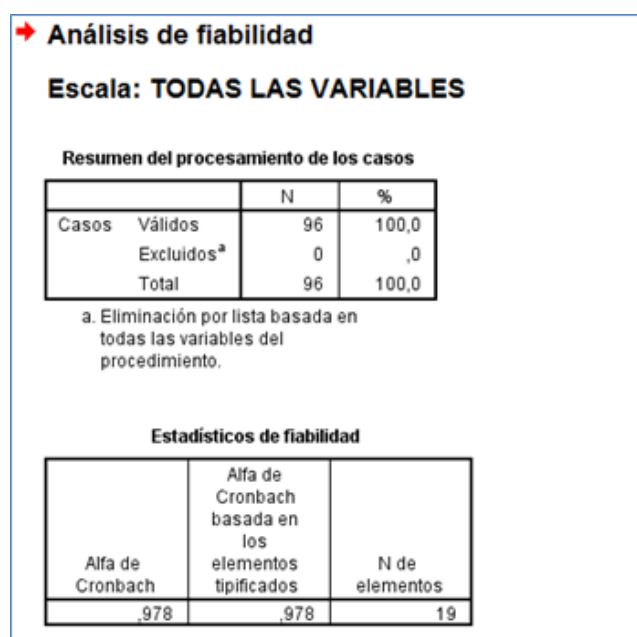 Análisis de fiabilidad
Escala: TODAS LAS VARIABLES
Resumen del procesamiento de los casos
N %
Casos Válidos 96 100,0
Excluidosa 0 ,0
Total 96 100,0
a. Eliminación por lista basada en
todas las variables del
procedimiento.
Estadísticos de fiabilidad
Alfa de
Cronbach
Alfa de
Cronbach
basada en
los
elementos
tipificados
N de
elementos
,978 ,978 19